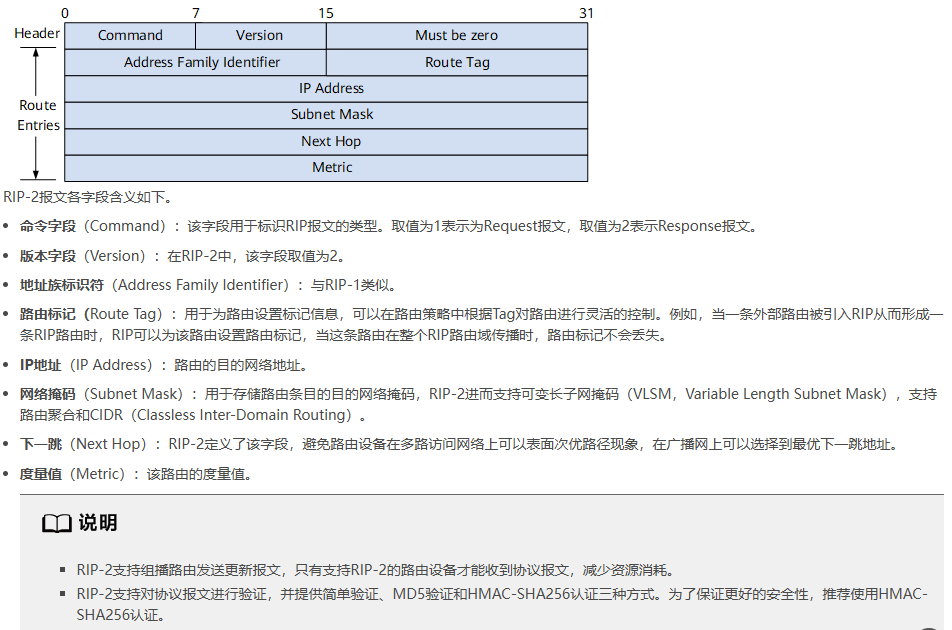 0 7 15 31
Header Command Version Must be zero
Address Family Identifier Route Tag
IP Address
Route
Entries
Subnet Mask
Next Hop
Metric
RIP-2报文各字段含义如下。
• 命令字段（Command）：该字段用于标识RIP报文的类型。取值为1表示为Request报文，取值为2表示Response报文。
• 版本字段（Version）：在RIP-2中，该字段取值为2。
• 地址族标识符（Address Family Identifier）：与RIP-1类似。
• 路由标记（Route Tag）：用于为路由设置标记信息，可以在路由策略中根据Tag对路由进行灵活的控制。例如，当一条外部路由被引入RIP从而形成一
条RIP路由时，RIP可以为该路由设置路由标记，当这条路由在整个RIP路由域传播时，路由标记不会丢失。
• IP地址（IP Address）：路由的目的网络地址。
• 网络掩码（Subnet Mask）：用于存储路由条目的目的网络掩码，RIP-2进而支持可变长子网掩码（VLSM，Variable Length Subnet Mask），支持
路由聚合和CIDR（Classless Inter-Domain Routing）。
• 下一跳（Next Hop）：RIP-2定义了该字段，避免路由设备在多路访问网络上可以表面次优路径现象，在广播网上可以选择到最优下一跳地址。
• 度量值（Metric）：该路由的度量值。
说明
▪ RIP-2支持组播路由发送更新报文，只有支持RIP-2的路由设备才能收到协议报文，减少资源消耗。
▪ RIP-2支持对协议报文进行验证，并提供简单验证、MD5验证和HMAC-SHA256认证三种方式。为了保证更好的安全性，推荐使用HMAC-
SHA256认证。